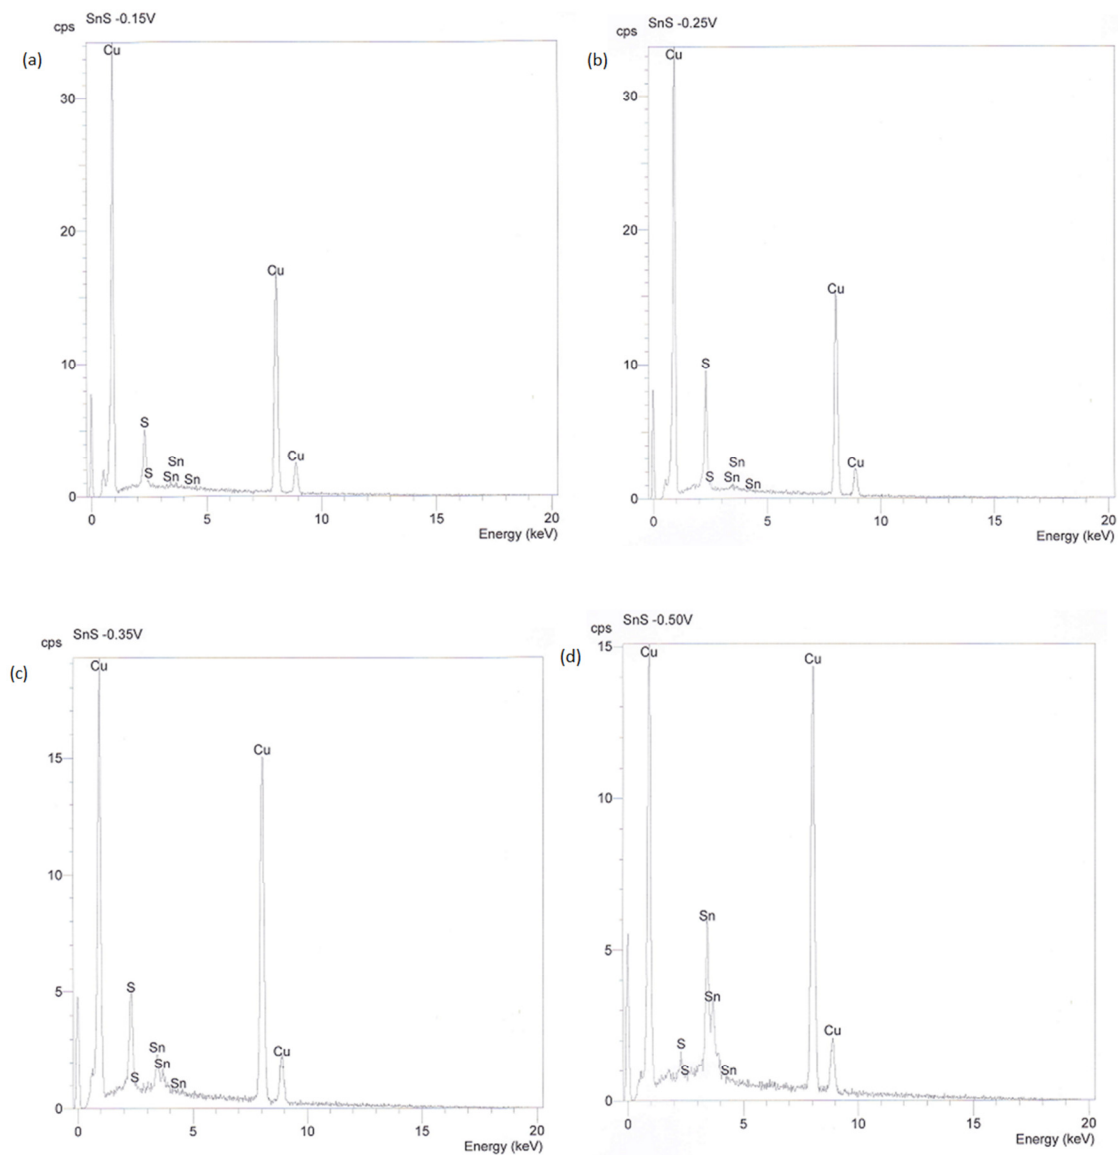 SnS -0.15V
cps
(a)
Cu
30
20
Cu
10
S
Cu
Sn
S
Sn
Sn
0
0 5 10 15 20
Energy (keV)
SnS -0.25V
cps
(b)
Cu
30
20
Cu
10
S
Cu
Sn
S
Sn
Sn
0
0 5 10 15 20
Energy (keV)
SnS -0.35V
cps
(c)
Cu
15
Cu
10
5
S
Sn
Cu
Sn
S
Sn
0
0 5 10 15 20
Energy (keV)
SnS -0.50V
cps
(d)
15
Cu
Cu
10
Sn
5
Sn
Cu
S
S
Sn
0
0 5 10 15 20
Energy (keV)